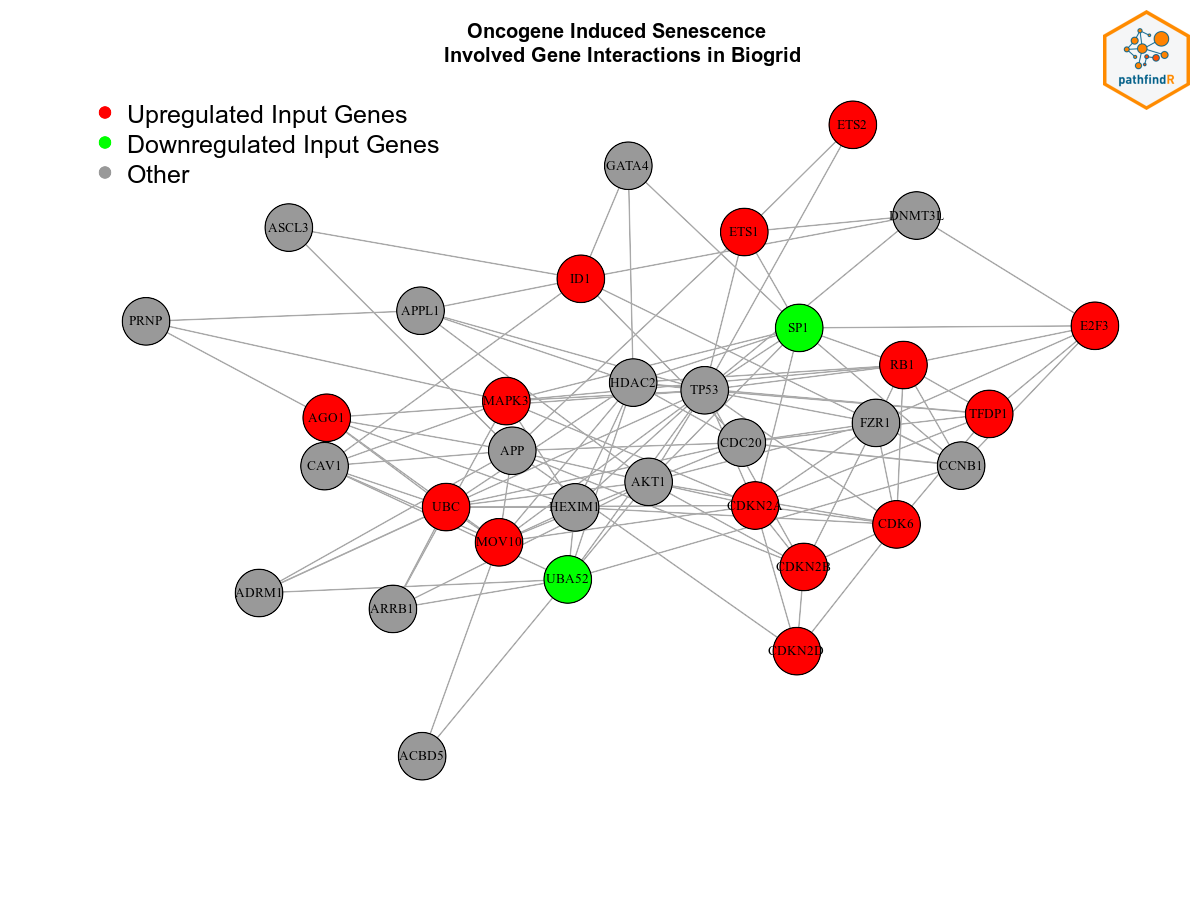 Oncogene Induced Senescence
Involved Gene Interactions in Biogrid
pathfindR
Upregulated Input Genes
Downregulated Input Genes
Other
ETS2
GATA4
DNMT3L
ASCL3
ETS1
ID1
APPL1
PRNP
SP1
E2F3
RB1
HDAC2
TP53
MAPK3
TFDP1
AGO1
FZR1
CDC20
APP
CAV1
CCNB1
AKT1
UBC
HEXIM1
CDKN2A
CDK6
MOV10
CDKN2B
UBA52
ADRM1
ARRB1
CDKN2D
ACBD5